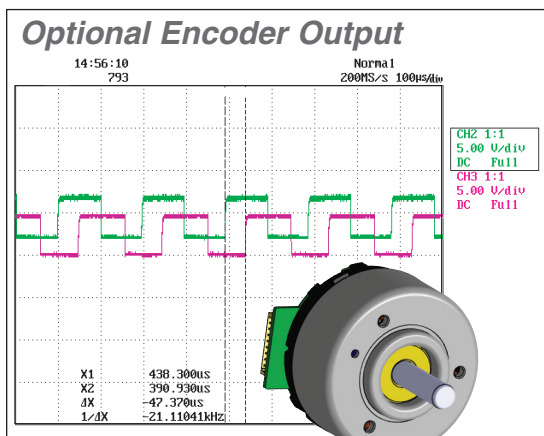 Optional Encoder Output
14:56:10
793
Normal
200MS/s 100µs/div
CH2 1:1
5.00 V/div
DC Full
CH3 1:1
5.00 V/div
DC Full
X1 438.300us
X2 390.930us
ΔX -47.370us
1/ΔX -21.11041kHz